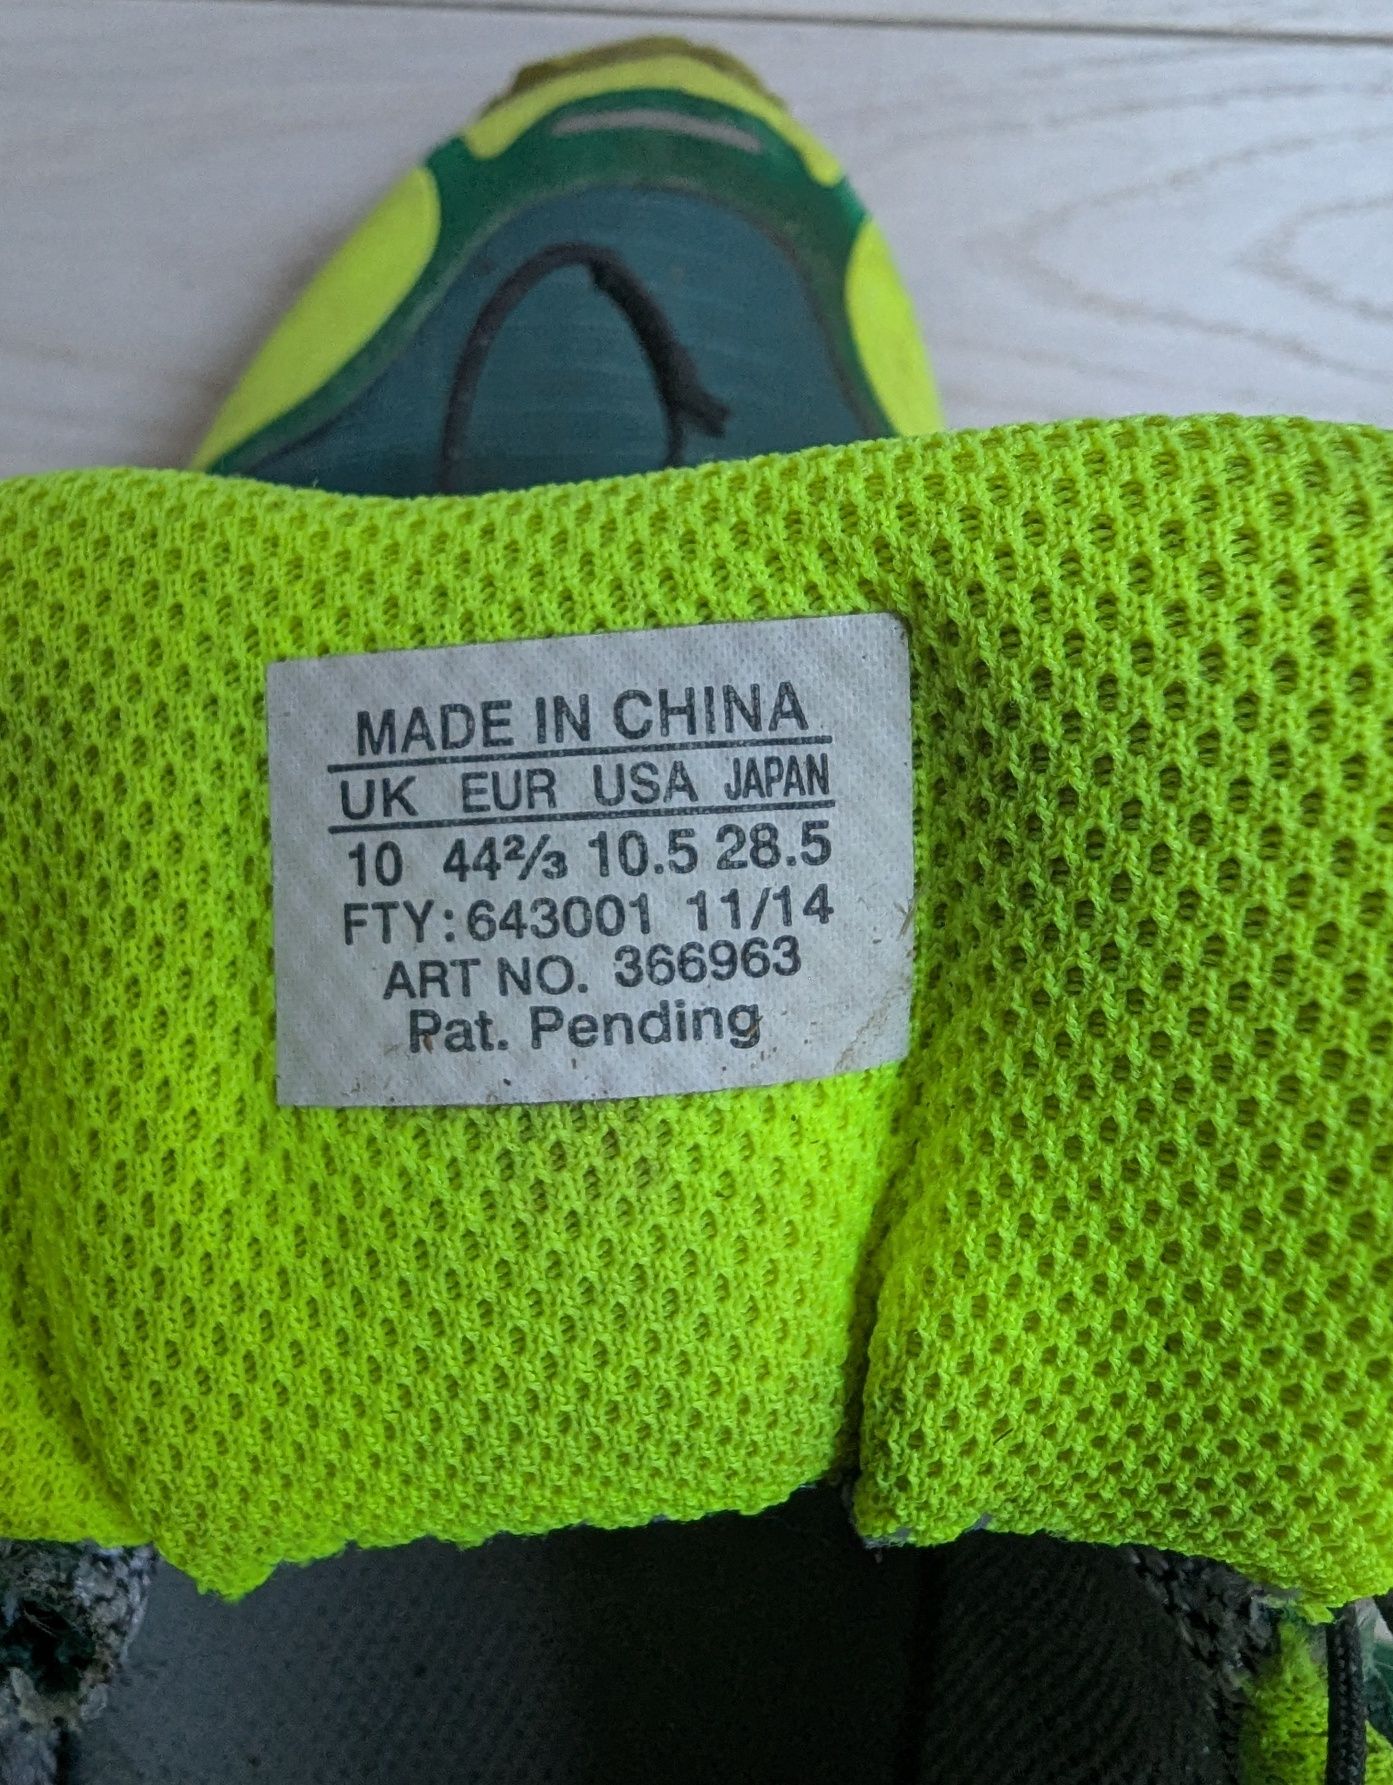 MADE IN CHINA
UK EUR USA JAPAN
10 44⅔ 10.5 28.5
FTY:643001 11/14
ART NO. 366963
Pat. Pending